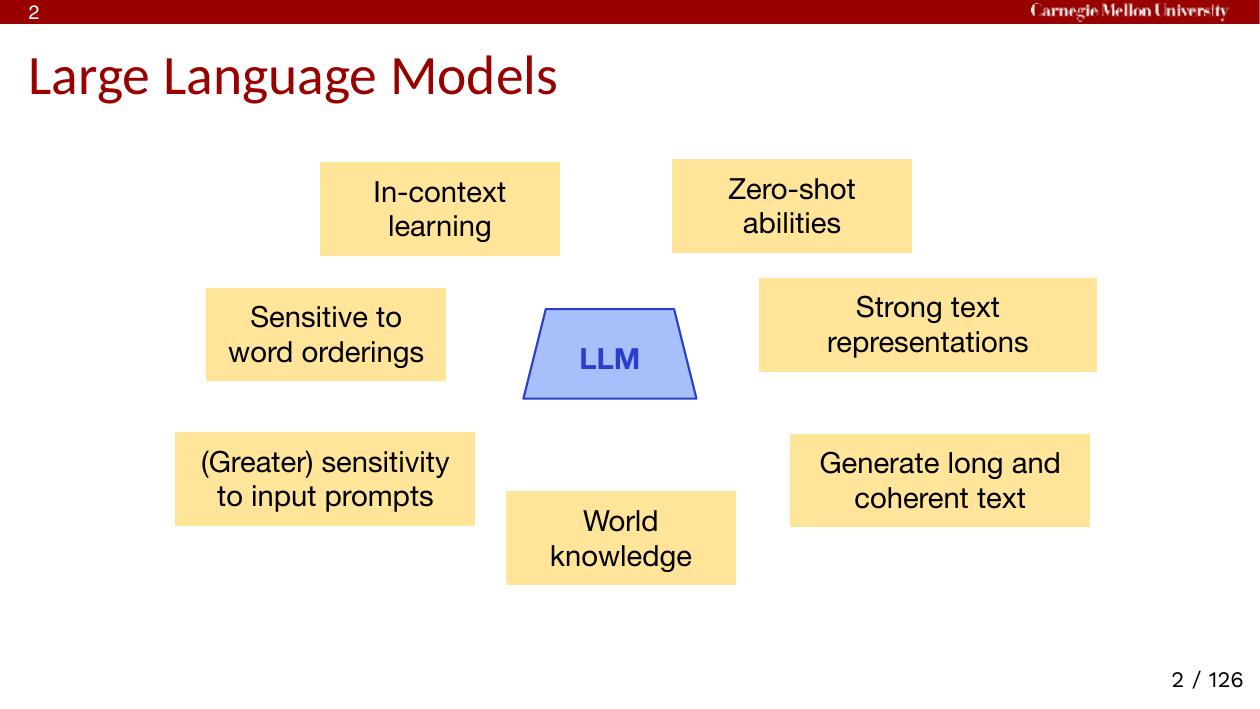 2
Carnegie Mellon University
Large Language Models
In-context
learning
Zero-shot
abilities
Sensitive to
word orderings
LLM
Strong text
representations
(Greater) sensitivity
to input prompts
World
knowledge
Generate long and
coherent text
2 / 126